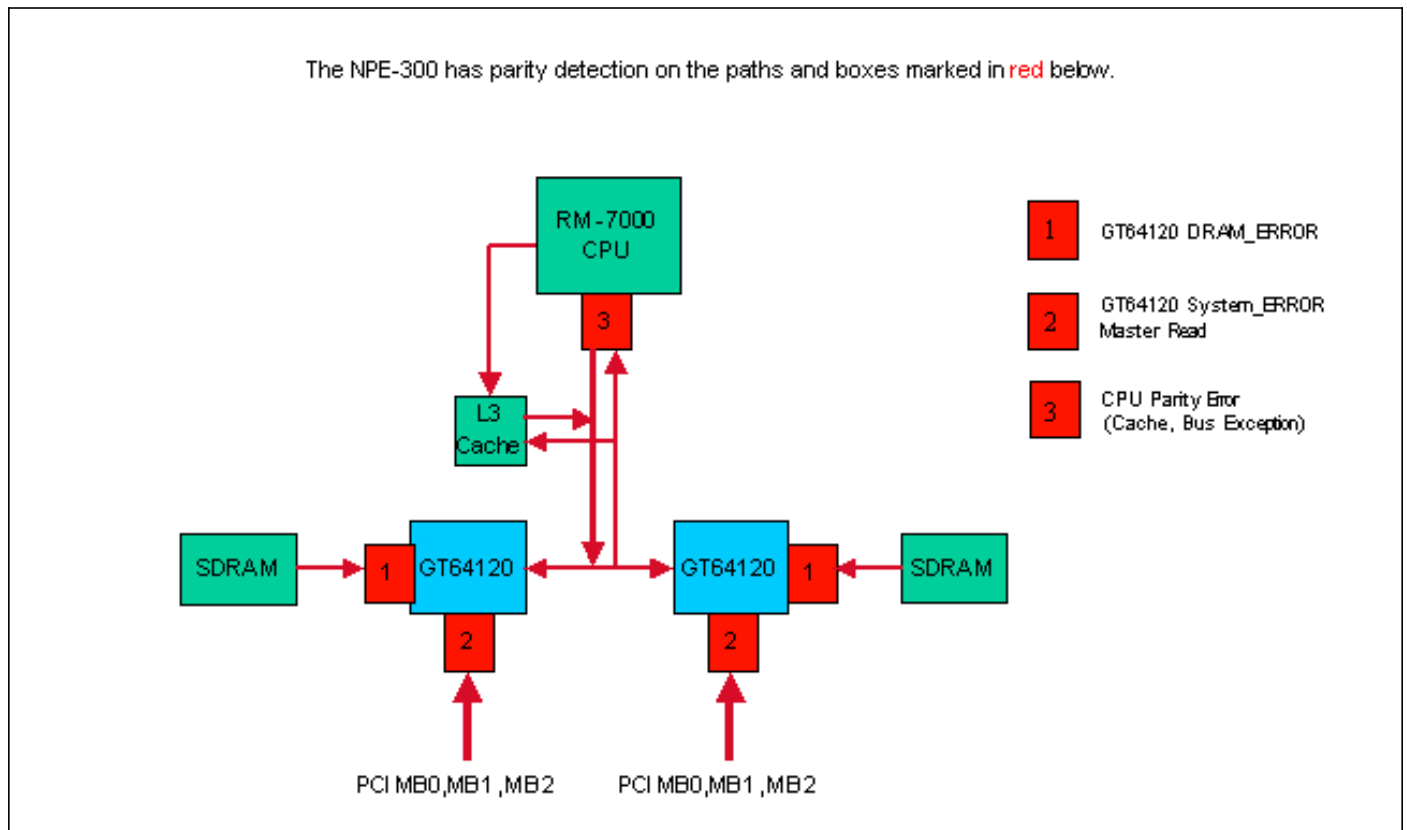 The NPE-300 has parity detection on the paths and boxes marked in red below.
RM-7000
CPU
3
L3
Cache
SDRAM
1
GT64120
2
PCI MB0,MB1,MB2
GT64120
1
SDRAM
2
PCI MB0,MB1,MB2
1
GT64120 DRAM_ERROR
2
GT64120 System_ERROR
Master Read
3
CPU Parity Error
(Cache, Bus Exception)